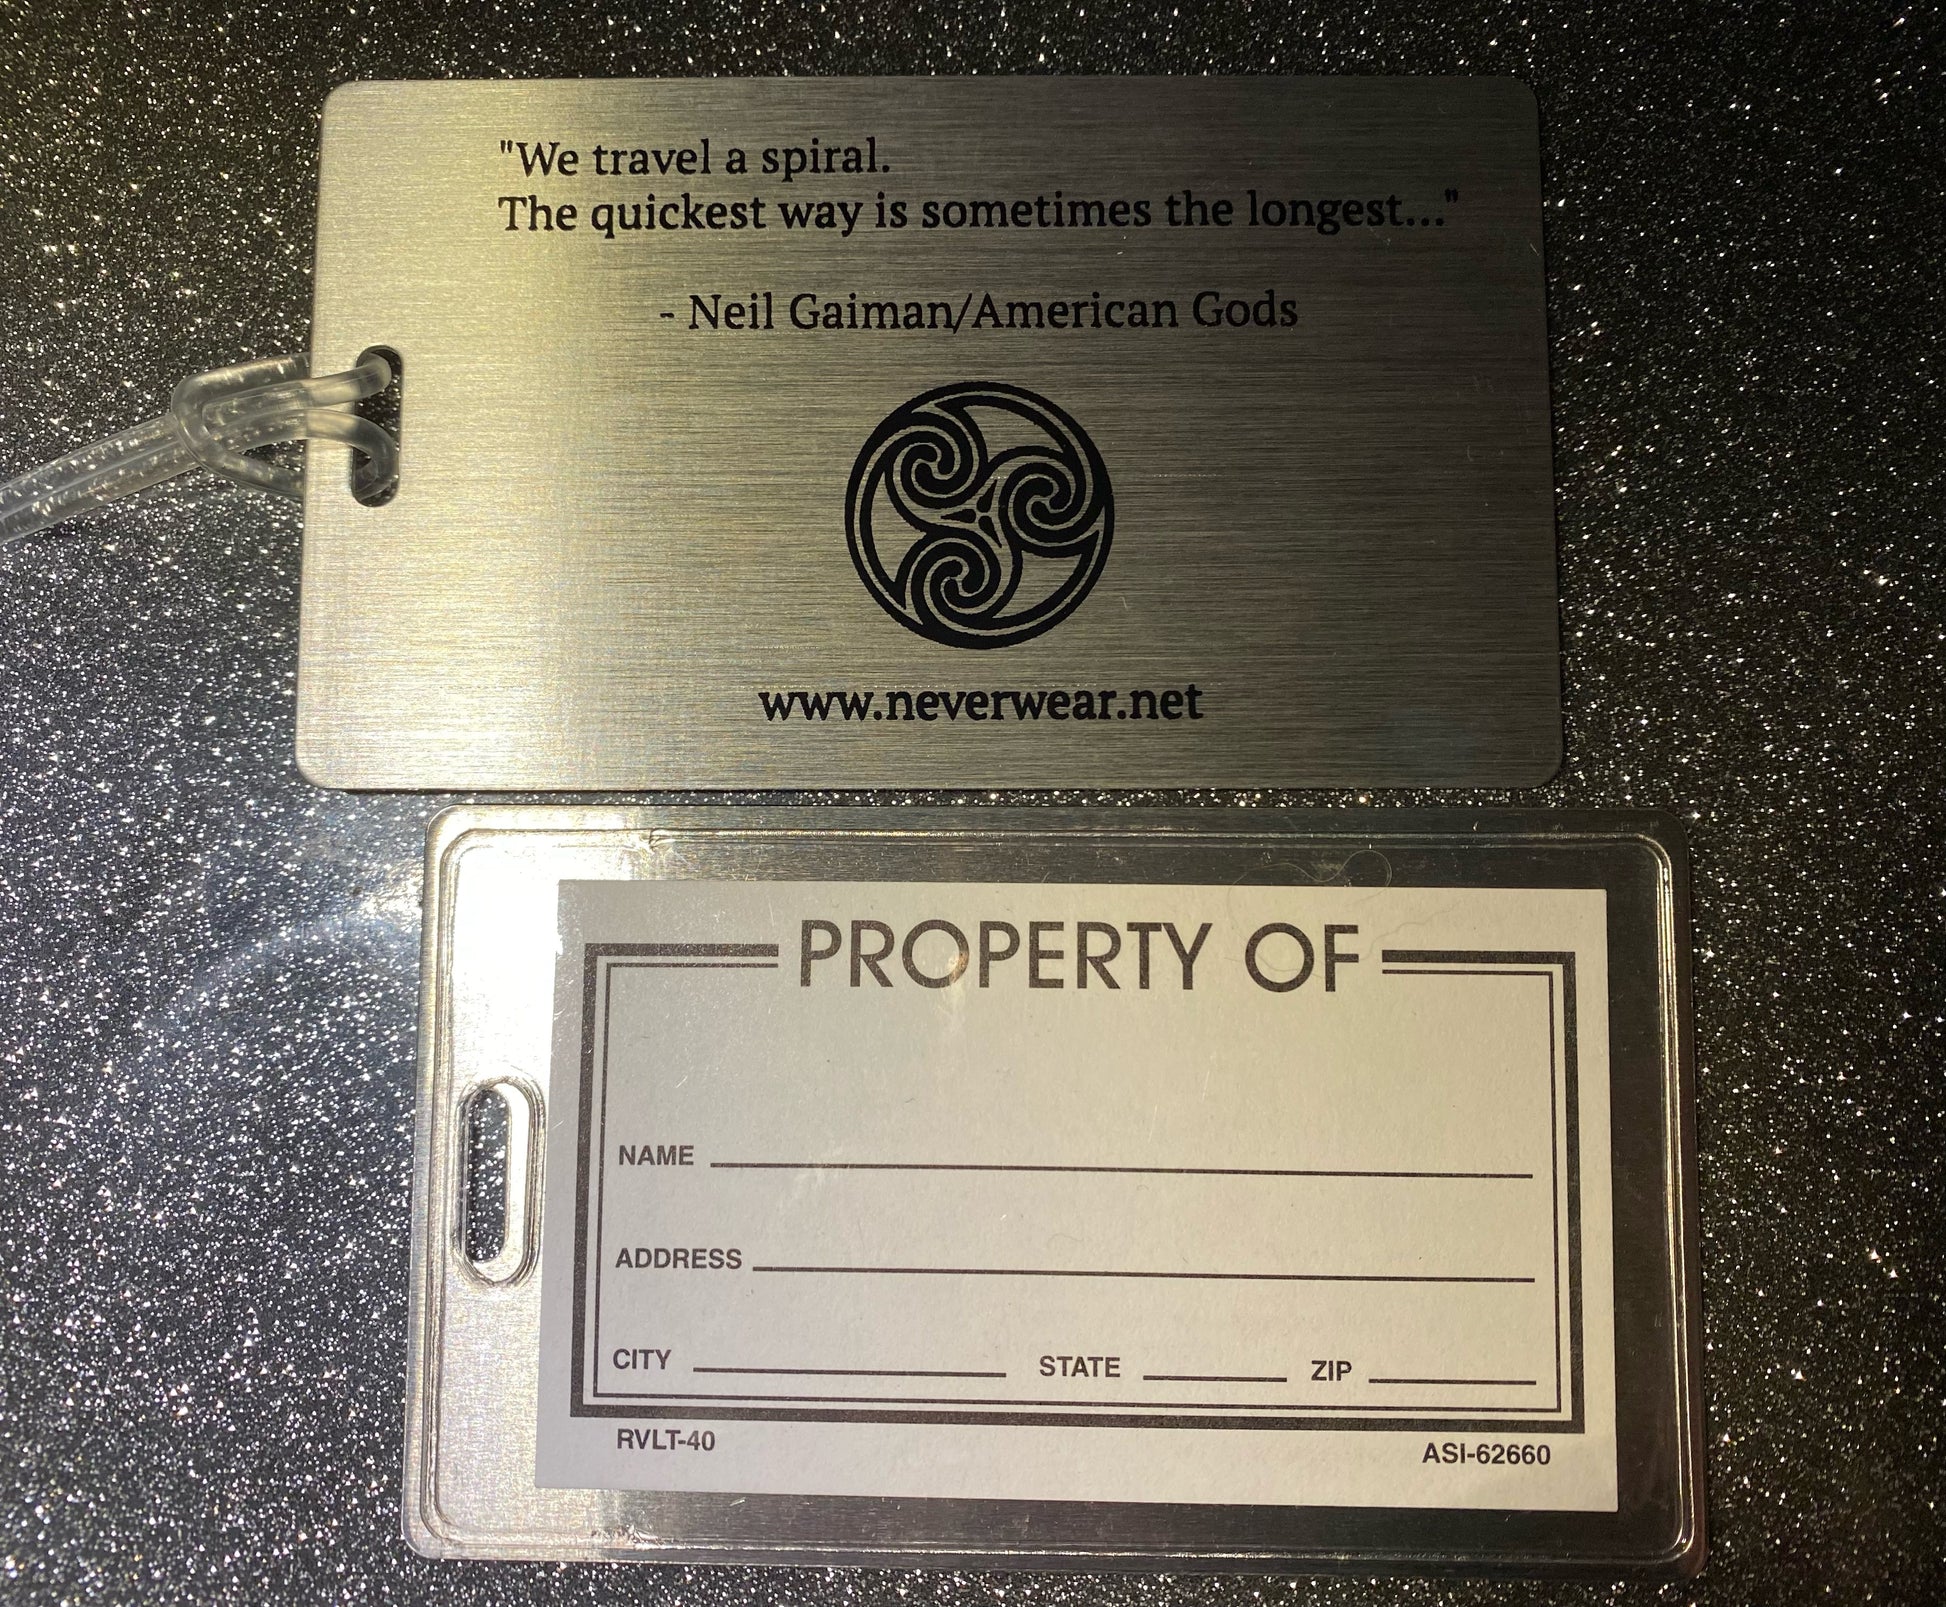 "We travel a spiral.
The quickest way is sometimes the longest..."
- Neil Gaiman/American Gods
www.neverwear.net
PROPERTY OF
NAME
ADDRESS
CITY STATE ZIP
RVLT-40 ASI-62660